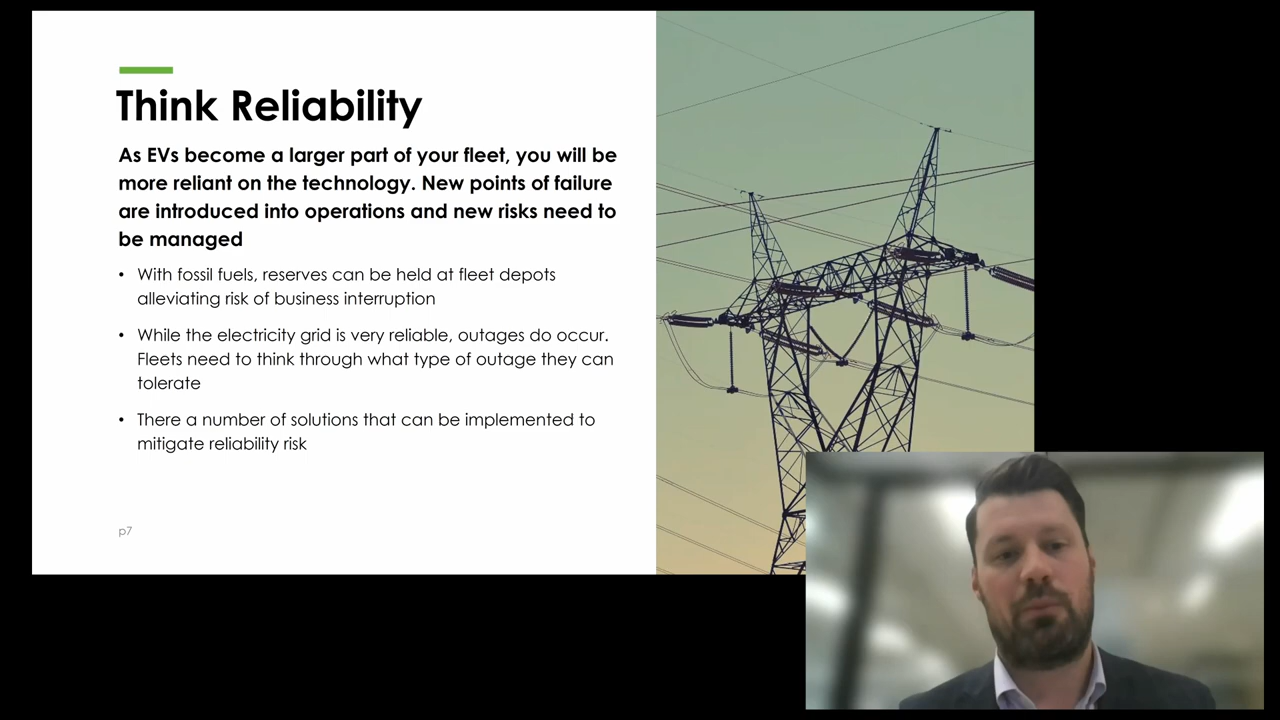 Think Reliability
As EVs become a larger part of your fleet, you will be
more reliant on the technology. New points of failure
are introduced into operations and new risks need to
be managed
• With fossil fuels, reserves can be held at fleet depots
alleviating risk of business interruption
• While the electricity grid is very reliable, outages do occur.
Fleets need to think through what type of outage they can
tolerate
• There a number of solutions that can be implemented to
mitigate reliability risk
p7